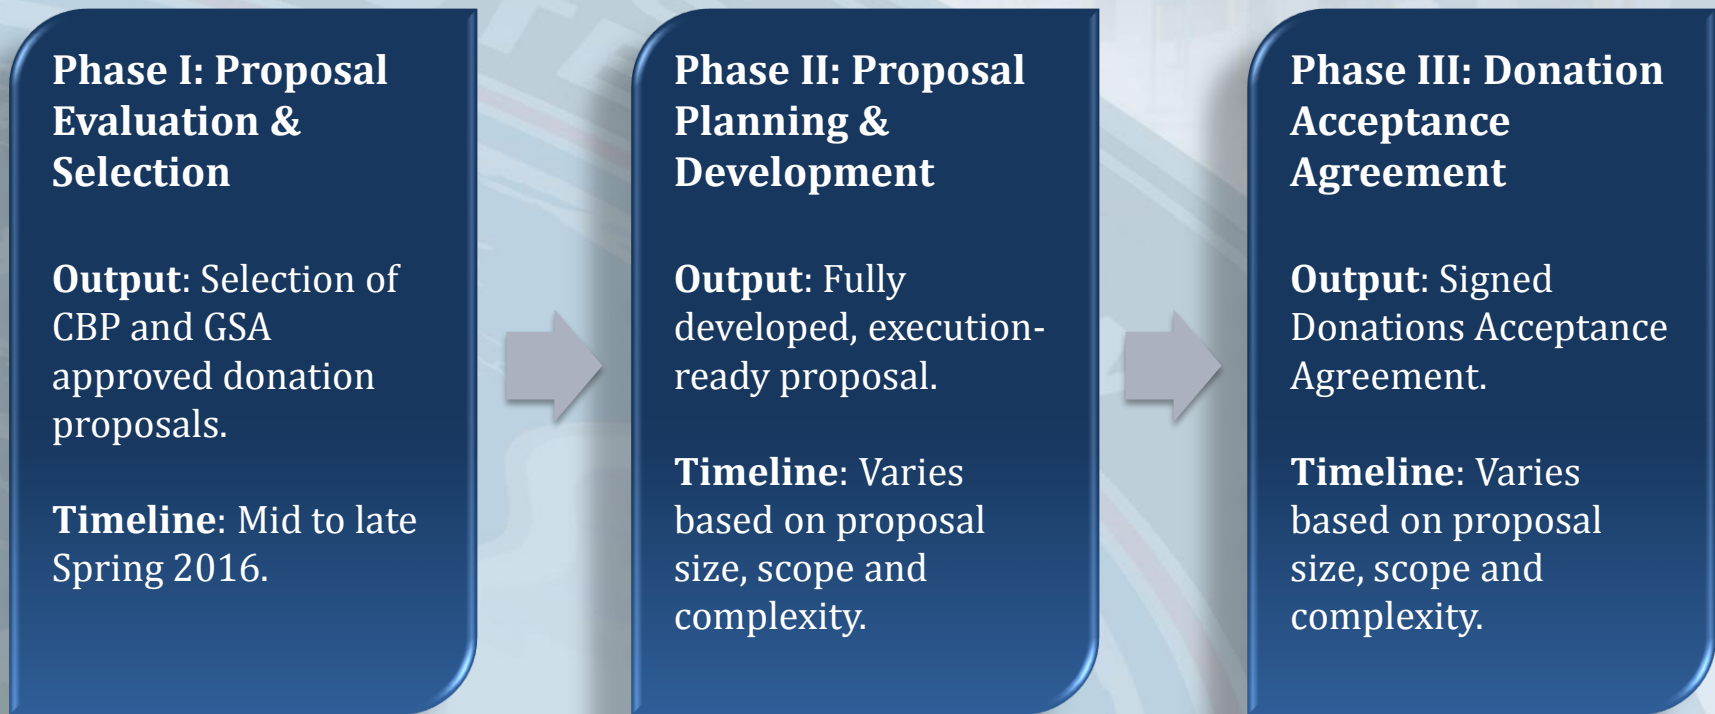 Phase I: Proposal
Evaluation &
Selection
Output: Selection of
CBP and GSA
approved donation
proposals.
Timeline: Mid to late
Spring 2016.
Phase II: Proposal
Planning &
Development
Output: Fully
developed, execution-
ready proposal.
Timeline: Varies
based on proposal
size, scope and
complexity.
Phase III: Donation
Acceptance
Agreement
Output: Signed
Donations Acceptance
Agreement.
Timeline: Varies
based on proposal
size, scope and
complexity.